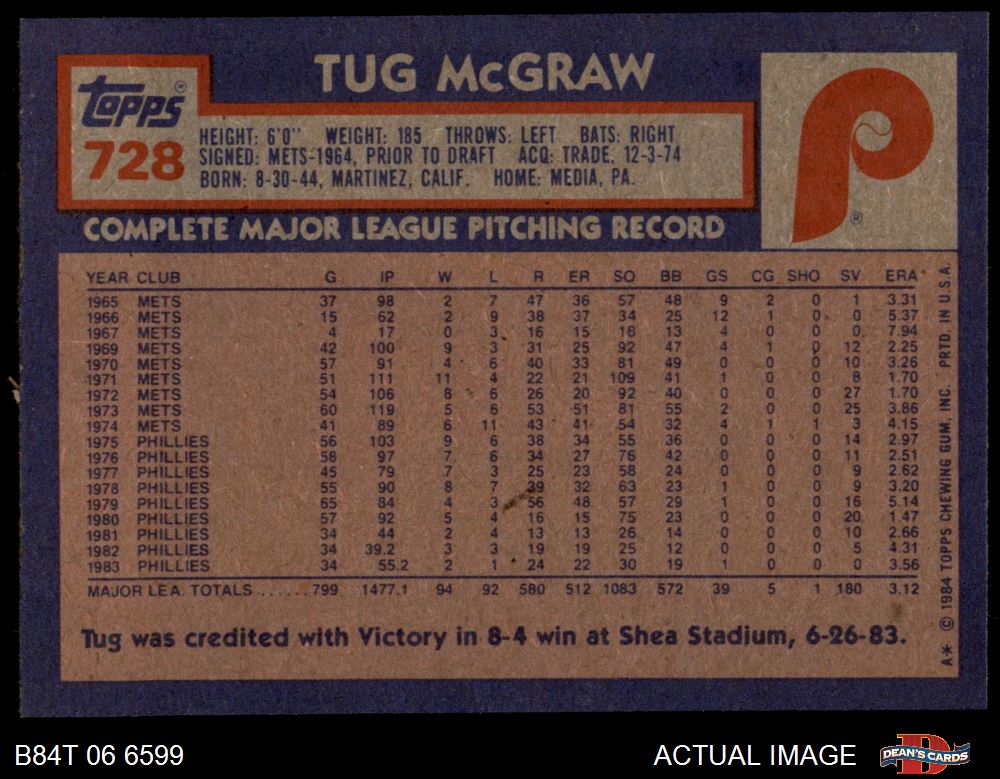 TUG McGRAW
Topps®
728
HEIGHT: 6'0" WEIGHT: 185 THROWS: LEFT BATS: RIGHT
SIGNED: METS-1964, PRIOR TO DRAFT ACQ: TRADE, 12-3-74
BORN: 8-30-44, MARTINEZ, CALIF. HOME: MEDIA, PA.
P
®
COMPLETE MAJOR LEAGUE PITCHING RECORD
YEAR CLUB G IP W L R ER SO BB GS CG SHO SV ERA
1965 METS 37 98 2 7 47 36 57 48 9 2 0 1 3.31
1966 METS 15 62 2 9 38 37 34 25 12 1 0 0 5.37
1967 METS 4 17 0 3 16 15 18 13 4 0 0 0 7.94
1969 METS 42 100 9 3 31 25 92 47 4 1 0 12 2.25
1970 METS 57 91 4 6 40 33 81 49 0 0 0 10 3.26
1971 METS 51 111 11 4 22 21 109 41 1 0 0 8 1.70
1972 METS 54 106 8 6 26 20 92 40 0 0 0 27 1.70
1973 METS 60 119 5 6 53 51 81 55 2 0 0 25 3.86
1974 METS 41 89 6 11 43 41 54 32 4 1 1 3 4.15
1975 PHILLIES 56 103 9 6 38 34 55 36 0 0 0 14 2.97
1976 PHILLIES 58 97 7 6 34 27 76 42 0 0 0 11 2.51
1977 PHILLIES 45 79 7 3 25 23 58 24 0 0 0 9 2.62
1978 PHILLIES 55 90 8 7 39 32 63 23 1 0 0 9 3.20
1979 PHILLIES 65 84 4 3 56 48 57 29 1 0 0 16 5.14
1980 PHILLIES 57 92 5 4 16 15 75 23 0 0 0 20 1.47
1981 PHILLIES 34 44 2 4 13 13 26 14 0 0 0 10 2.66
1982 PHILLIES 34 39.2 3 3 19 19 25 12 0 0 0 5 4.31
1983 PHILLIES 34 55.2 2 1 24 22 30 19 1 0 0 0 3.56
MAJOR LEA. TOTALS ...... 799 1477.1 94 92 580 512 1083 572 39 5 1 180 3.12
Tug was credited with Victory in 8-4 win at Shea Stadium, 6-26-83.
A* © 1984 TOPPS CHEWING GUM, INC. PRTD. IN U.S.A.
B84T 06 6599
ACTUAL IMAGE
D
DEAN'S CARDS